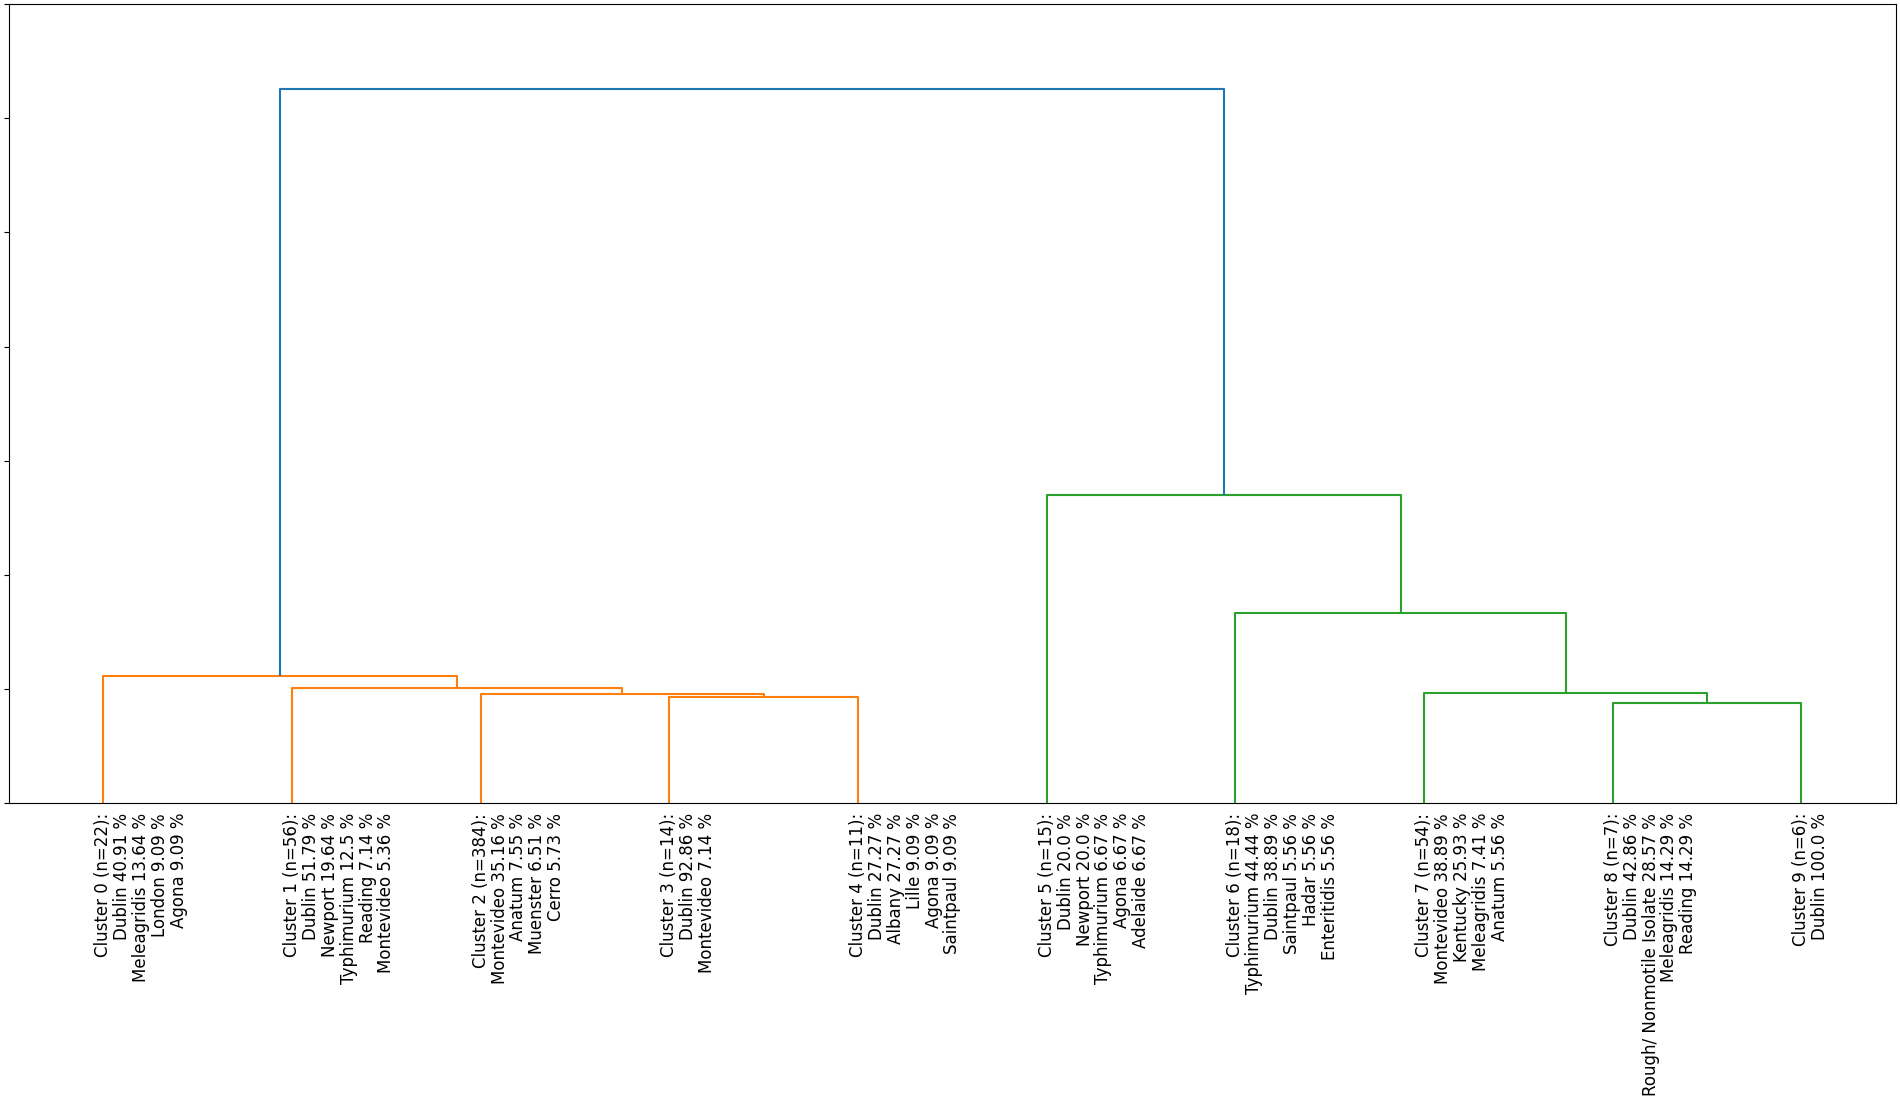 Cluster 0 (n=22):
Dublin 40.91 %
Meleagridis 13.64 %
London 9.09 %
Agona 9.09 %
Cluster 1 (n=56):
Dublin 51.79 %
Newport 19.64 %
Typhimurium 12.5 %
Reading 7.14 %
Montevideo 5.36 %
Cluster 2 (n=384):
Montevideo 35.16 %
Anatum 7.55 %
Muenster 6.51 %
Cerro 5.73 %
Cluster 3 (n=14):
Dublin 92.86 %
Montevideo 7.14 %
Cluster 4 (n=11):
Dublin 27.27 %
Albany 27.27 %
Lille 9.09 %
Agona 9.09 %
Saintpaul 9.09 %
Cluster 5 (n=15):
Dublin 20.0 %
Newport 20.0 %
Typhimurium 6.67 %
Agona 6.67 %
Adelaide 6.67 %
Cluster 6 (n=18):
Typhimurium 44.44 %
Dublin 38.89 %
Saintpaul 5.56 %
Hadar 5.56 %
Enteritidis 5.56 %
Cluster 7 (n=54):
Montevideo 38.89 %
Kentucky 25.93 %
Meleagridis 7.41 %
Anatum 5.56 %
Cluster 8 (n=7):
Dublin 42.86 %
Rough/ Nonmotile Isolate 28.57 %
Meleagridis 14.29 %
Reading 14.29 %
Cluster 9 (n=6):
Dublin 100.0 %